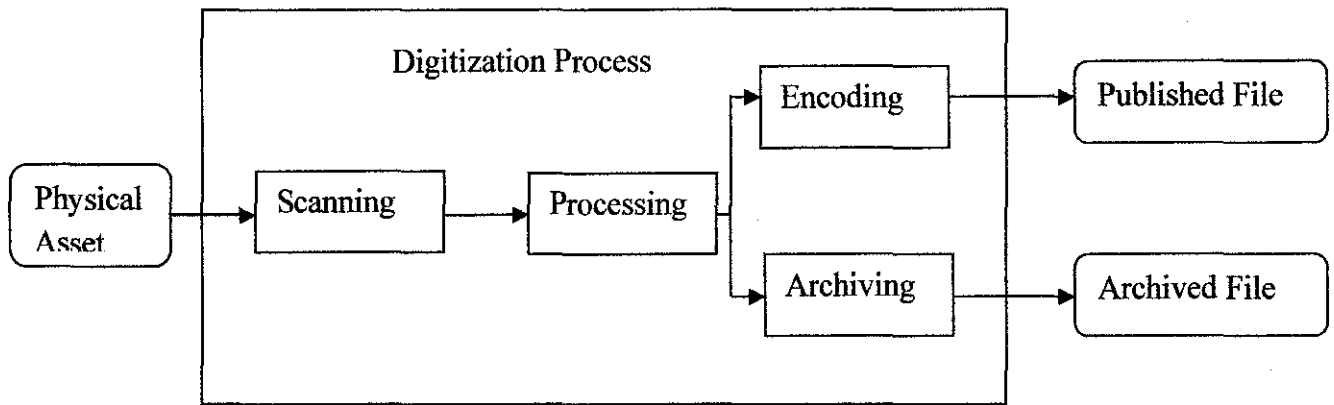 Digitization Process
Encoding
Published File
Physical
Asset
Scanning
Processing
Archiving
Archived File